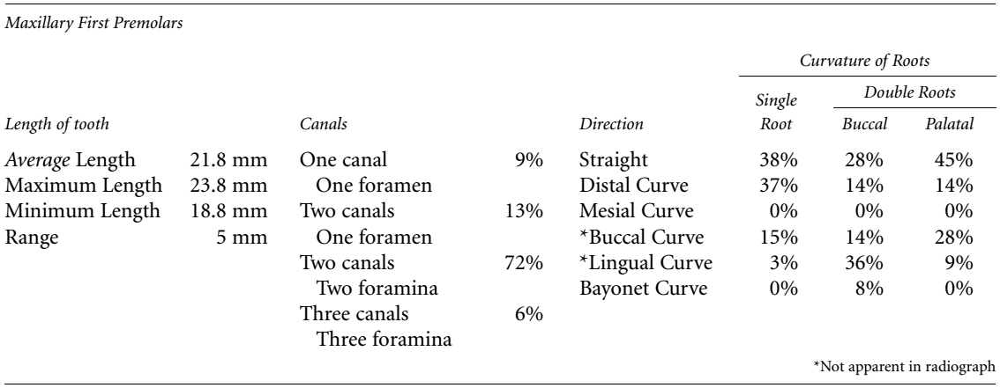 Maxillary First Premolars
Curvature of Roots
Single Double Roots
Length of tooth Canals Direction Root Buccal Palatal
Average Length 21.8 mm One canal 9% Straight 38% 28% 45%
Maximum Length 23.8 mm One foramen Distal Curve 37% 14% 14%
Minimum Length 18.8 mm Two canals 13% Mesial Curve 0% 0% 0%
Range 5 mm One foramen *Buccal Curve 15% 14% 28%
Two canals 72% *Lingual Curve 3% 36% 9%
Two foramina Bayonet Curve 0% 8% 0%
Three canals 6%
Three foramina
*Not apparent in radiograph